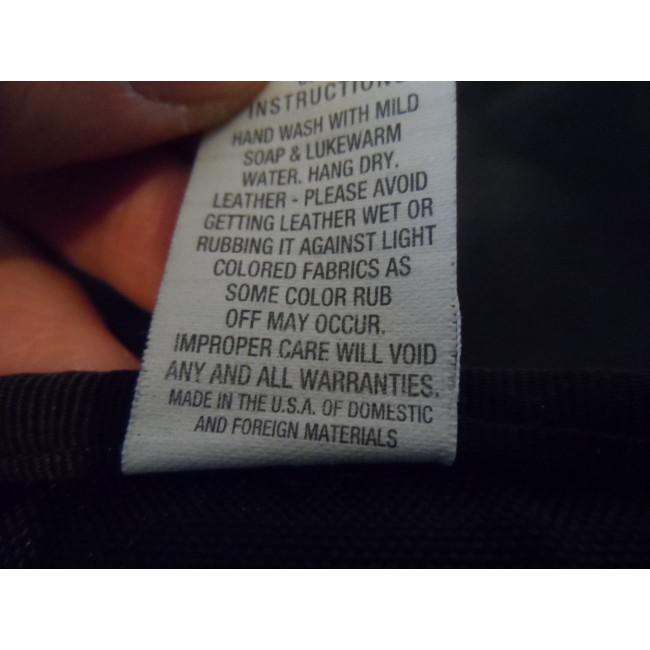 INSTRUCTIONS
HAND WASH WITH MILD
SOAP & LUKEWARM
WATER. HANG DRY.
LEATHER - PLEASE AVOID
GETTING LEATHER WET OR
RUBBING IT AGAINST LIGHT
COLORED FABRICS AS
SOME COLOR RUB
OFF MAY OCCUR.
IMPROPER CARE WILL VOID
ANY AND ALL WARRANTIES.
MADE IN THE U.S.A. OF DOMESTIC
AND FOREIGN MATERIALS